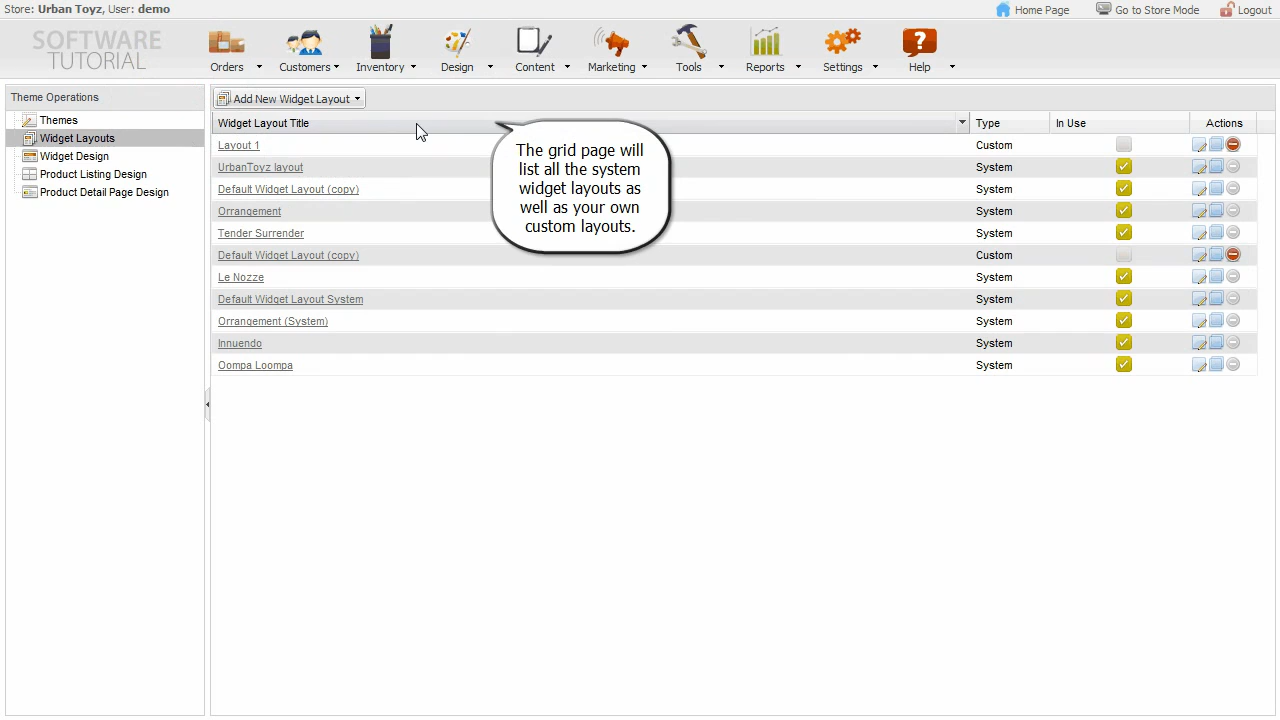 Store: Urban Toyz, User: demo
Home Page Go to Store Mode Logout
SOFTWARE
TUTORIAL
Orders Customers Inventory Design Content Marketing Tools Reports Settings Help
Theme Operations
Themes
Widget Layouts
Widget Design
Product Listing Design
Product Detail Page Design
Add New Widget Layout
Widget Layout Title Type In Use Actions
Layout 1 Custom
UrbanToyz layout System
Default Widget Layout (copy) System
Orrangement System
Tender Surrender System
Default Widget Layout (copy) Custom
Le Nozze System
Default Widget Layout System System
Orrangement (System) System
Innuendo System
Oompa Loompa System
The grid page will
list all the system
widget layouts as
well as your own
custom layouts.